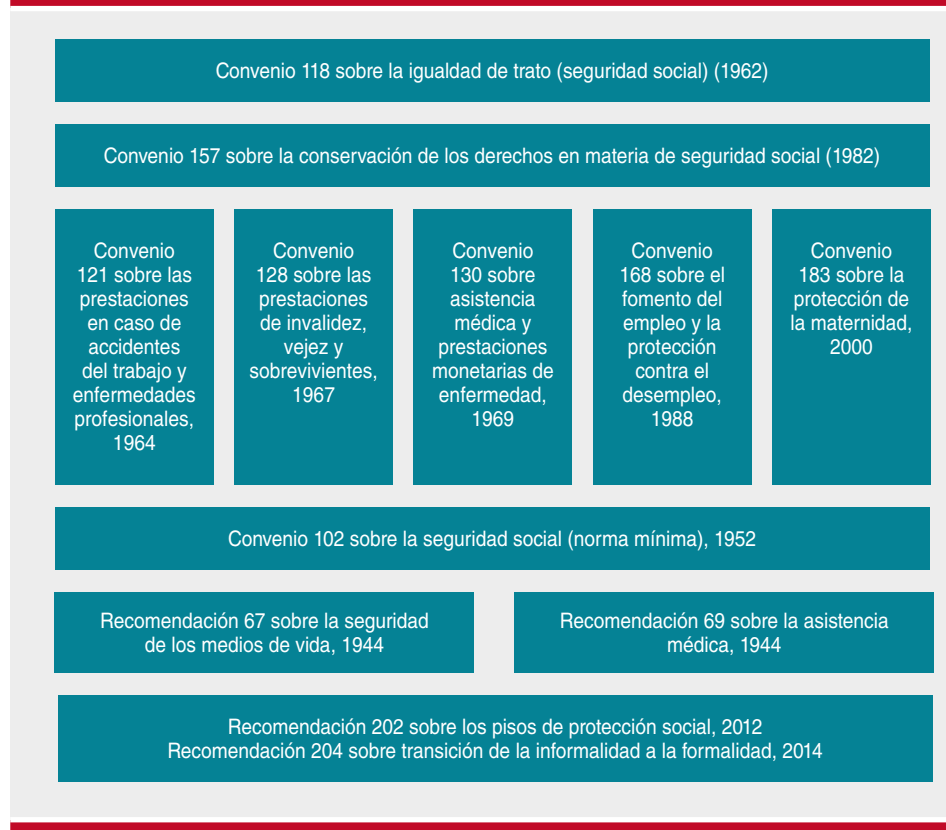 Convenio 118 sobre la igualdad de trato (seguridad social) (1962)
Convenio 157 sobre la conservación de los derechos en materia de seguridad social (1982)
Convenio
121 sobre las
prestaciones
en caso de
accidentes
del trabajo y
enfermedades
profesionales,
1964
Convenio
128 sobre las
prestaciones
de invalidez,
vejez y
sobrevivientes,
1967
Convenio
130 sobre
asistencia
médica y
prestaciones
monetarias de
enfermedad,
1969
Convenio
168 sobre el
fomento del
empleo y la
protección
contra el
desempleo,
1988
Convenio
183 sobre la
protección de
la maternidad,
2000
Convenio 102 sobre la seguridad social (norma mínima), 1952
Recomendación 67 sobre la seguridad
de los medios de vida, 1944
Recomendación 69 sobre la asistencia
médica, 1944
Recomendación 202 sobre los pisos de protección social, 2012
Recomendación 204 sobre transición de la informalidad a la formalidad, 2014